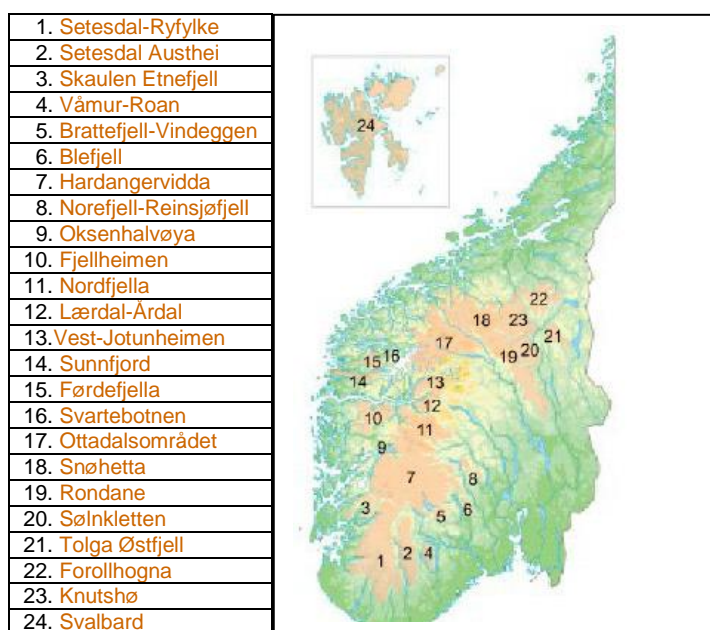 1. Setesdal-Ryfylke
2. Setesdal Austhei
3. Skaulen Etnefjell
4. Våmur-Roan
5. Brattefjell-Vindeggen
6. Blefjell
7. Hardangervidda
8. Norefjell-Reinsjøfjell
9. Oksenhalvøya
10. Fjellheimen
11. Nordfjella
12. Lærdal-Årdal
13.Vest-Jotunheimen
14. Sunnfjord
15. Førdefjella
16. Svartebotnen
17. Ottadalsområdet
18. Snøhetta
19. Rondane
20. Sølnkletten
21. Tolga Østfjell
22. Forollhogna
23. Knutshø
24. Svalbard
24
22
18 23
21
17 20
16 19
15
14 13
12
10
11
9
7 8
3 6
5
2 4
1